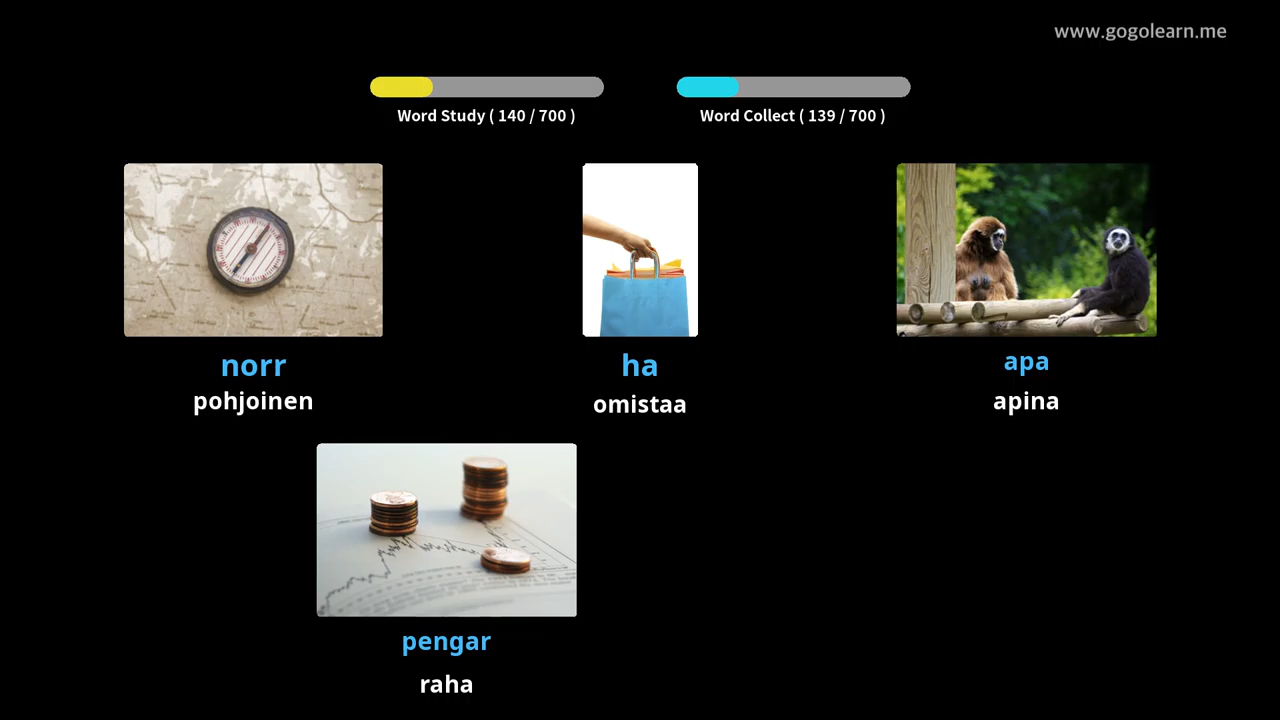 www.gogolearn.me
Word Study ( 140 / 700 )
Word Collect ( 139 / 700 )
norr
pohjoinen
ha
omistaa
apa
apina
pengar
raha